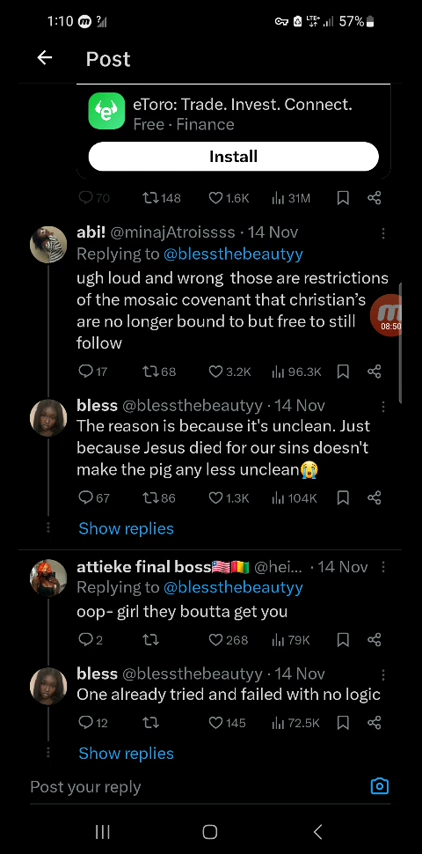 1:10
LTE+
57%
Post
eToro: Trade. Invest. Connect.
Free · Finance
Install
70 148 1.6K 31M
abi! @minajAtroissss · 14 Nov
Replying to @blessthebeautyy
ugh loud and wrong those are restrictions
of the mosaic covenant that christian's
are no longer bound to but free to still
follow
08:50
17 68 3.2K 96.3K
bless @blessthebeautyy · 14 Nov
The reason is because it's unclean. Just
because Jesus died for our sins doesn't
make the pig any less unclean😭
67 86 1.3K 104K
Show replies
attieke final boss🇱🇷🇬🇳 @hei... · 14 Nov
Replying to @blessthebeautyy
oop- girl they boutta get you
2 268 79K
bless @blessthebeautyy · 14 Nov
One already tried and failed with no logic
12 145 72.5K
Show replies
Post your reply